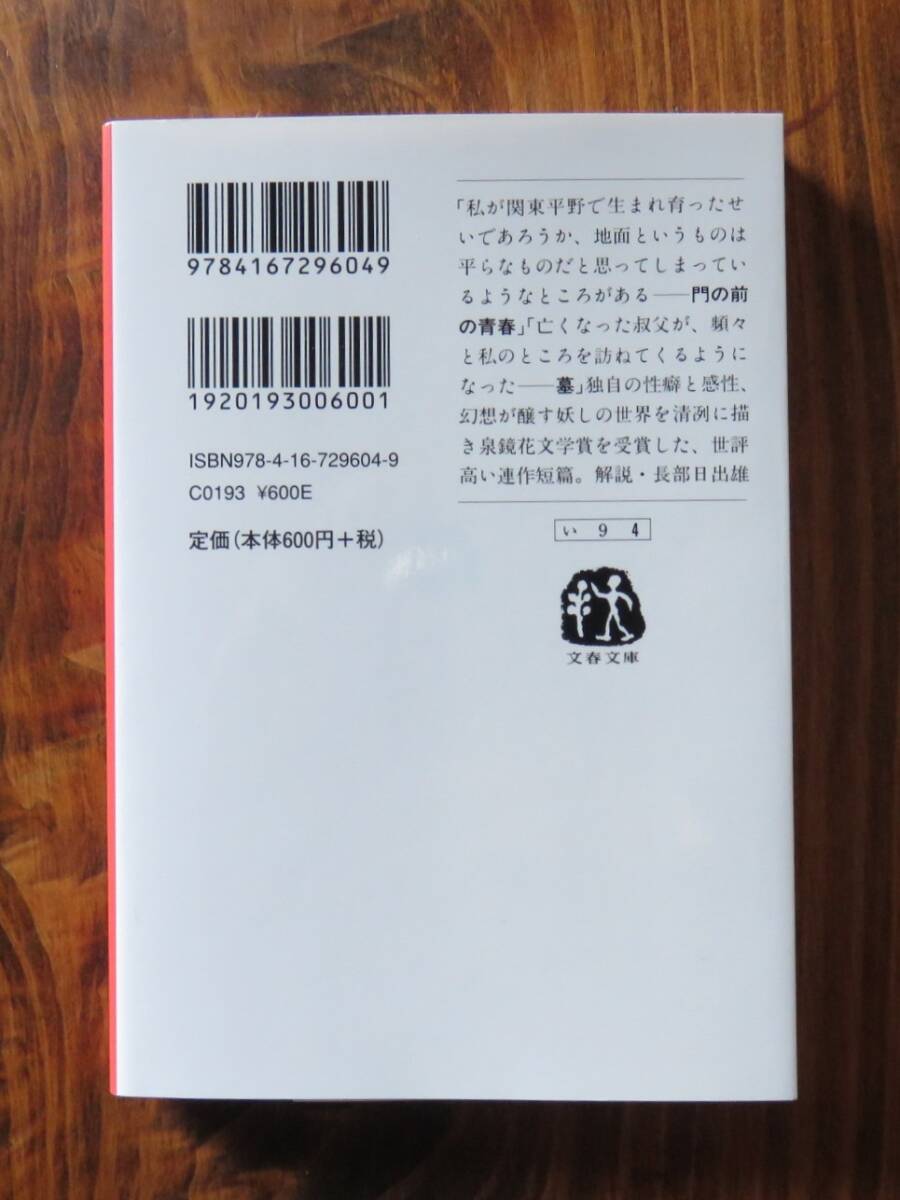 9784167296049
1920193006001
ISBN978-4-16-729604-9
C0193 ¥600E
定価(本体600円+税)
「私が関東平野で生まれ育ったせ
いであろうか、地面というものは
平らなものだと思ってしまってい
るようなところがある——門の前
の青春」「亡くなった叔父が、頻々
と私のところを訪ねてくるように
なった——墓」独自の性癖と感性、
幻想が醸す妖しの世界を清冽に描
き泉鏡花文学賞を受賞した、世評
高い連作短篇。解説・長部日出雄
い 9 4
文春文庫